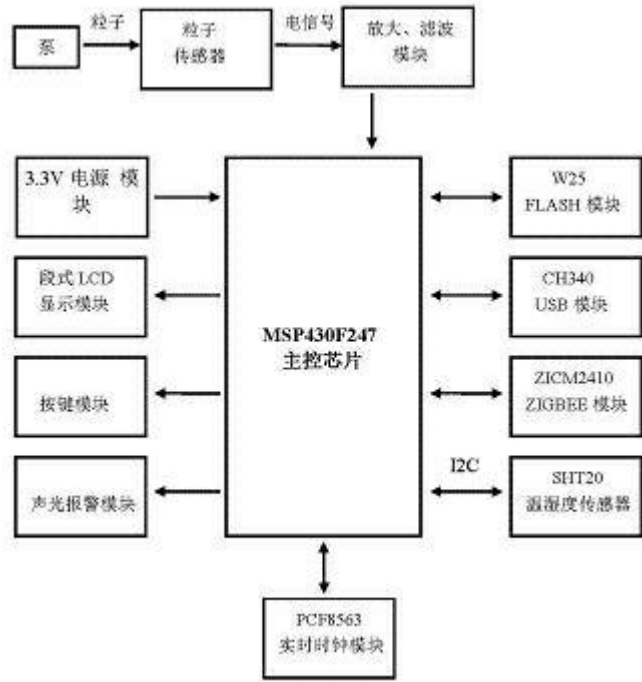 泵
粒子
粒子
传感器
电信号
放大、滤波
模块
3.3V 电源 模
块
段式 LCD
显示模块
按键模块
声光报警模块
MSP430F247
主控芯片
W25
FLASH 模块
CH340
USB 模块
ZICM2410
ZIGBEE 模块
I2C
SHT20
温湿度传感器
PCF8563
实时时钟模块